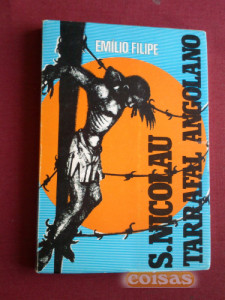 EMILIO FILIPE
S. NICOLAU
TARRAFAL ANGOLANO
coisas